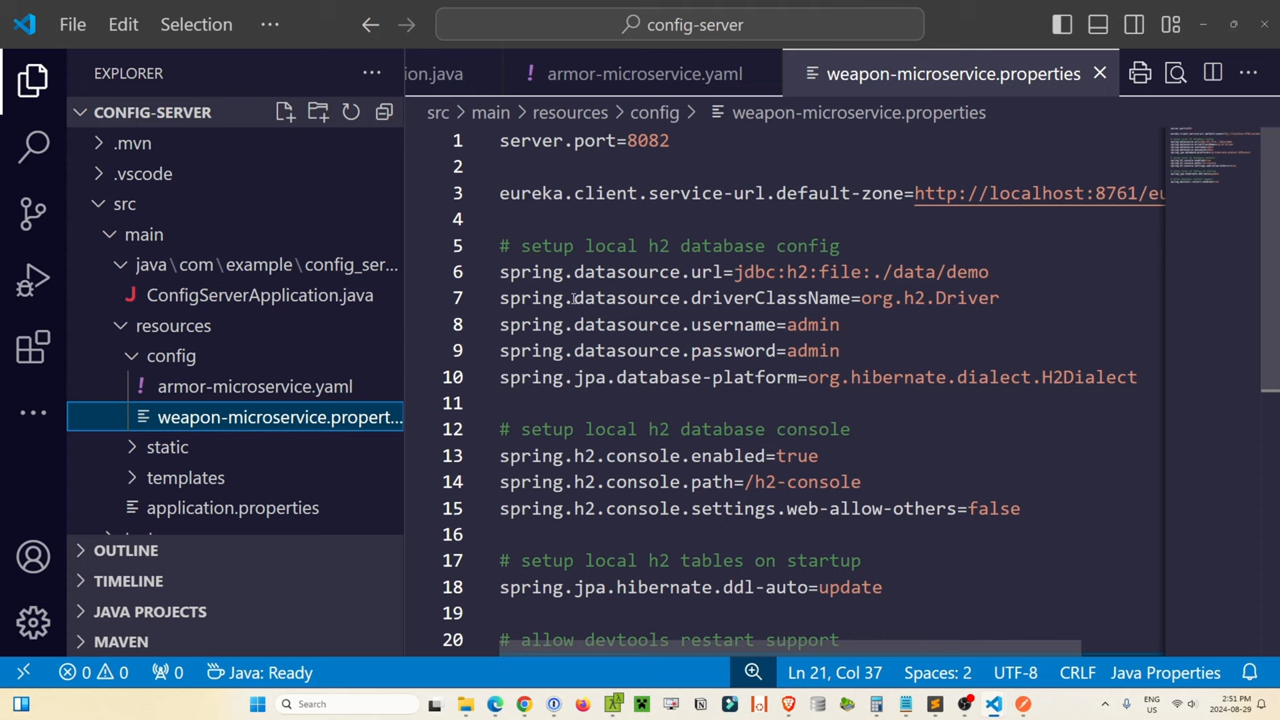 File Edit Selection ··· config-server
EXPLORER ···
ion.java armor-microservice.yaml weapon-microservice.properties
CONFIG-SERVER
src > main > resources > config > weapon-microservice.properties
.mvn
.vscode
src
main
java\com\example\config_ser...
ConfigServerApplication.java
resources
config
armor-microservice.yaml
weapon-microservice.propert...
static
templates
application.properties
OUTLINE
TIMELINE
JAVA PROJECTS
MAVEN
1 server.port=8082
2
3 eureka.client.service-url.default-zone=http://localhost:8761/eu
4
5 # setup local h2 database config
6 spring.datasource.url=jdbc:h2:file:./data/demo
7 spring.datasource.driverClassName=org.h2.Driver
8 spring.datasource.username=admin
9 spring.datasource.password=admin
10 spring.jpa.database-platform=org.hibernate.dialect.H2Dialect
11
12 # setup local h2 database console
13 spring.h2.console.enabled=true
14 spring.h2.console.path=/h2-console
15 spring.h2.console.settings.web-allow-others=false
16
17 # setup local h2 tables on startup
18 spring.jpa.hibernate.ddl-auto=update
19
20 # allow devtools restart support
0 0 0 Java: Ready Ln 21, Col 37 Spaces: 2 UTF-8 CRLF Java Properties
Search ENG US 2:51 PM 2024-08-29